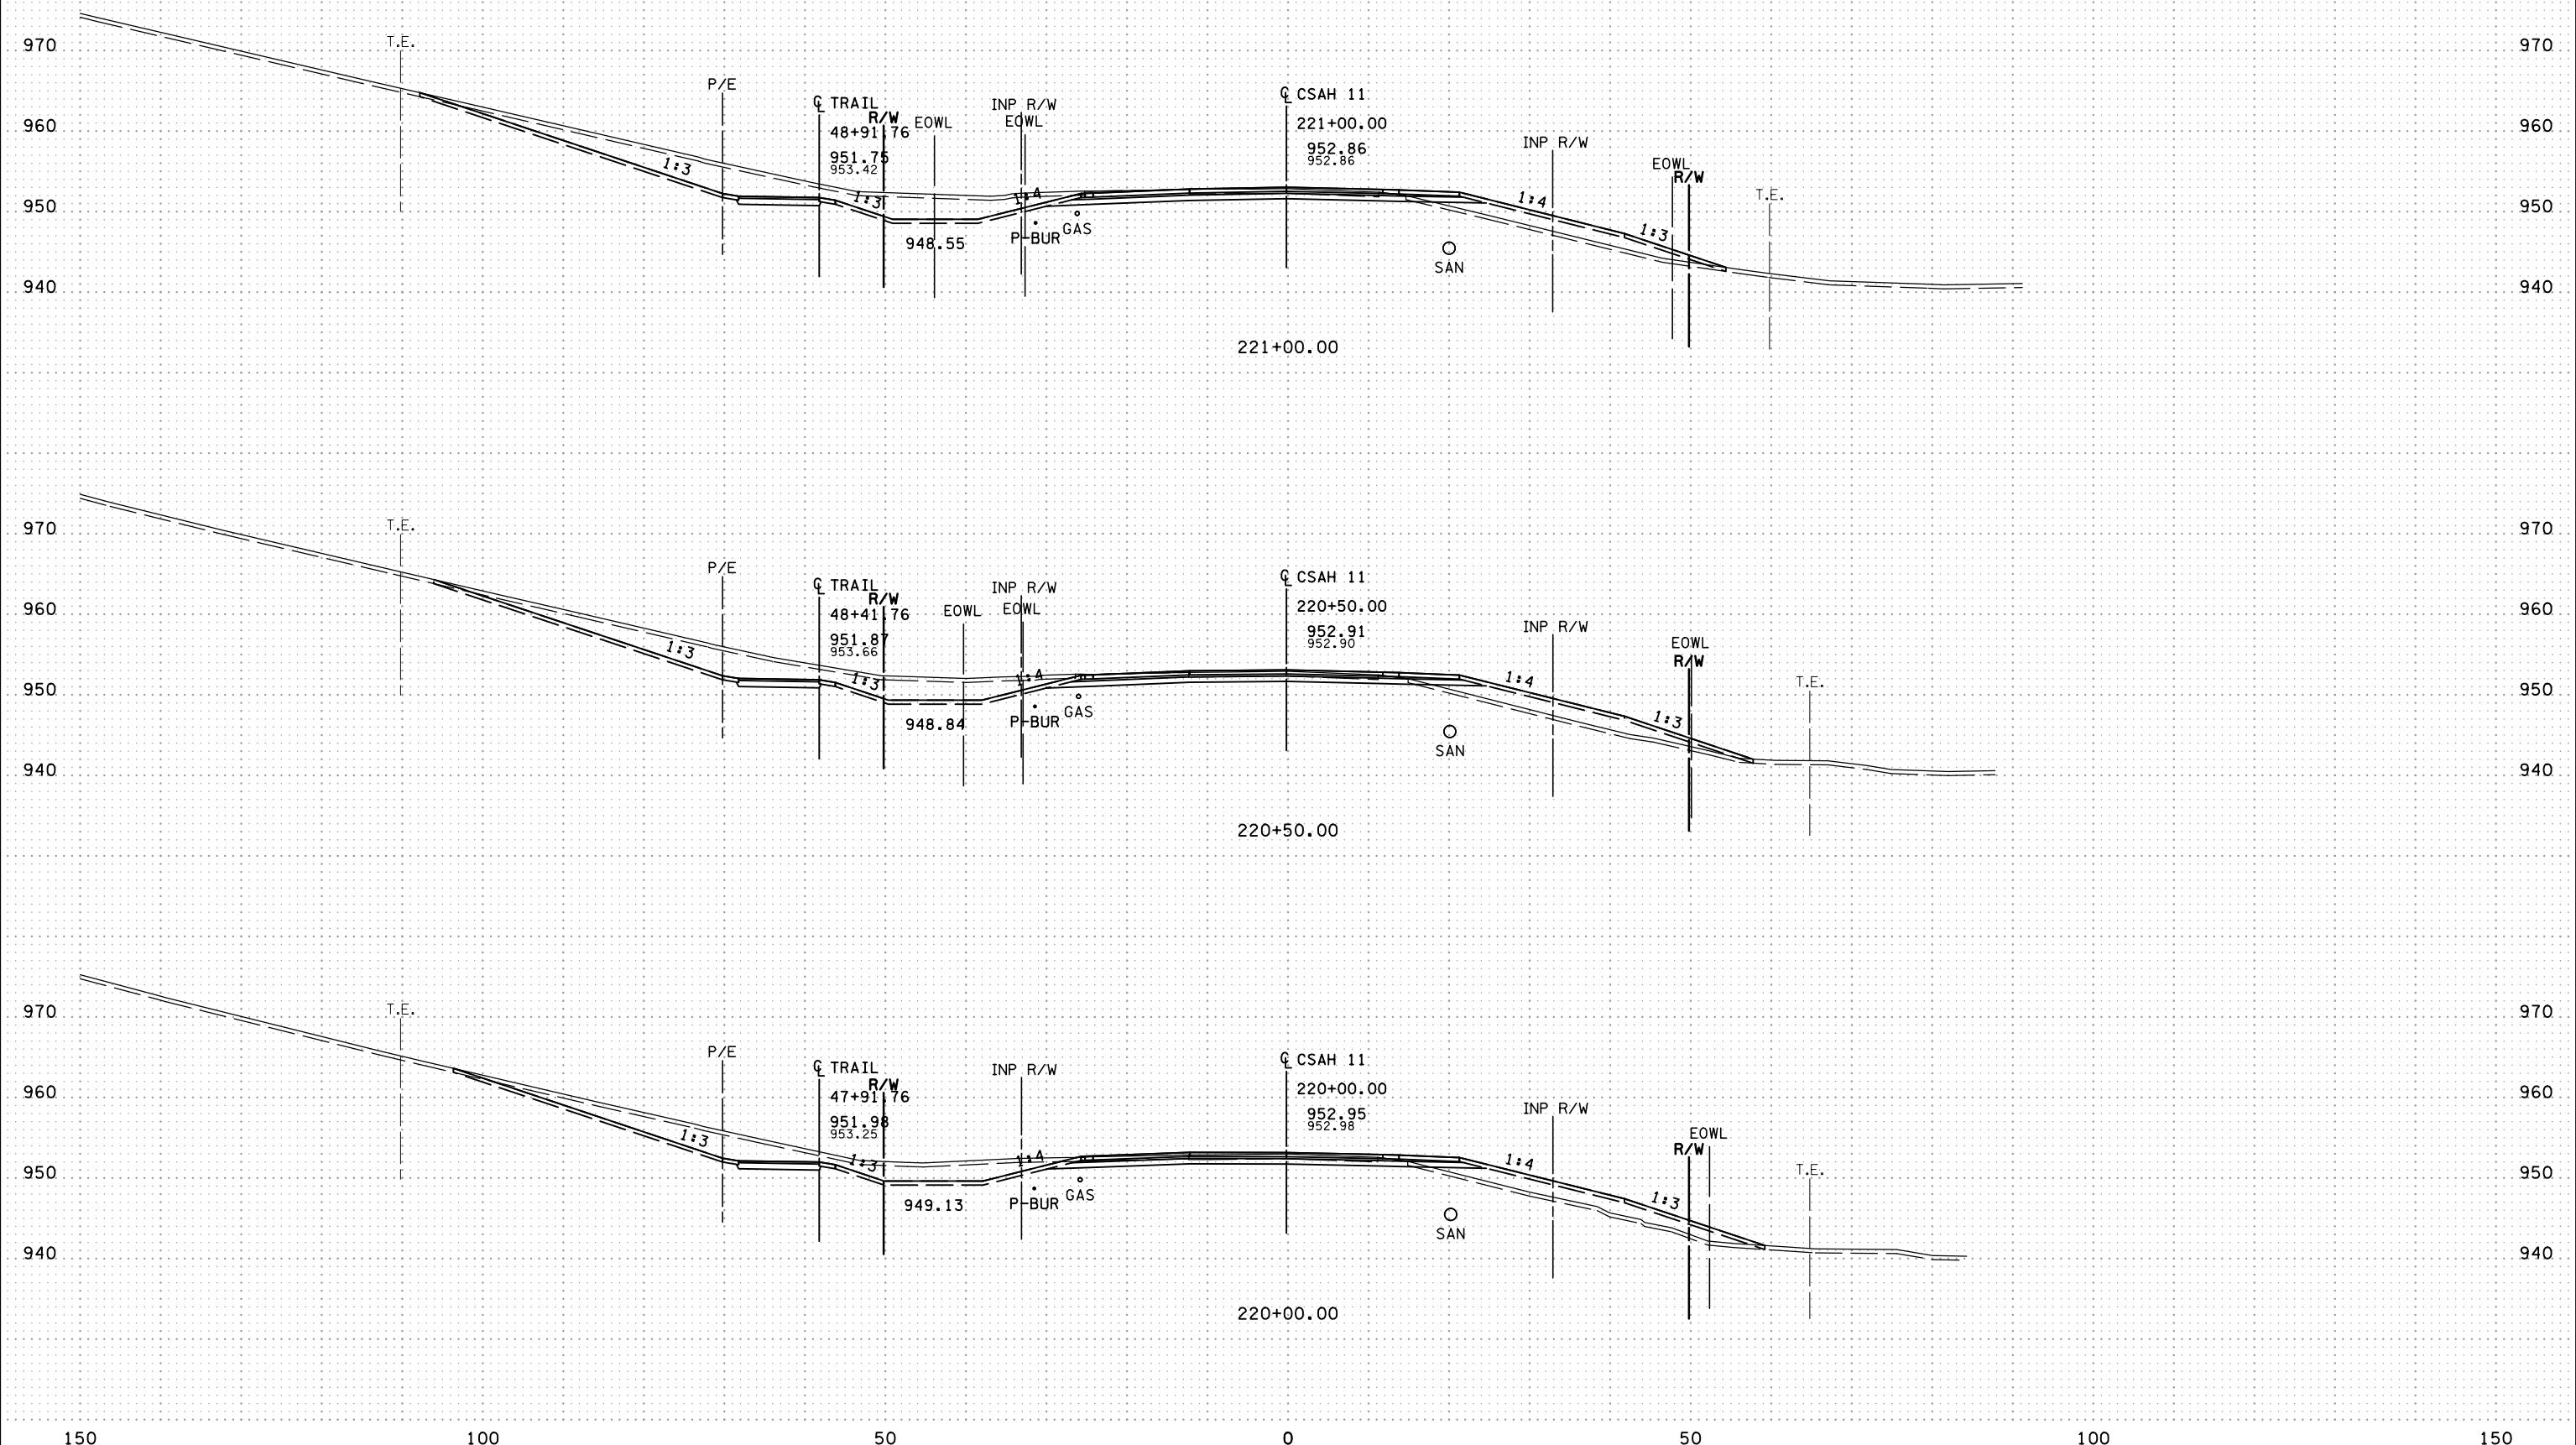 970 T.E. 970
P/E
℄ TRAIL
R/W
48+91.76
951.75
953.42
EOWL
INP R/W
EOWL
℄ CSAH 11
221+00.00
952.86
952.86
INP R/W
EOWL
R/W
T.E.
960 960
1:3
1:3
1:4
1:4
1:3
950 950
948.55
P-BUR
GAS
SAN
940 940
221+00.00
970 T.E. 970
P/E
℄ TRAIL
R/W
48+41.76
951.87
953.66
EOWL
INP R/W
EOWL
℄ CSAH 11
220+50.00
952.91
952.90
INP R/W
EOWL
R/W
T.E.
960 960
1:3
1:3
1:4
1:4
1:3
950 950
948.84
P-BUR
GAS
SAN
940 940
220+50.00
970 T.E. 970
P/E
℄ TRAIL
R/W
47+91.76
951.98
953.25
INP R/W
℄ CSAH 11
220+00.00
952.95
952.98
INP R/W
EOWL
R/W
T.E.
960 960
1:3
1:3
1:4
1:4
1:3
950 950
949.13
P-BUR
GAS
SAN
940 940
220+00.00
150 100 50 0 50 100 150